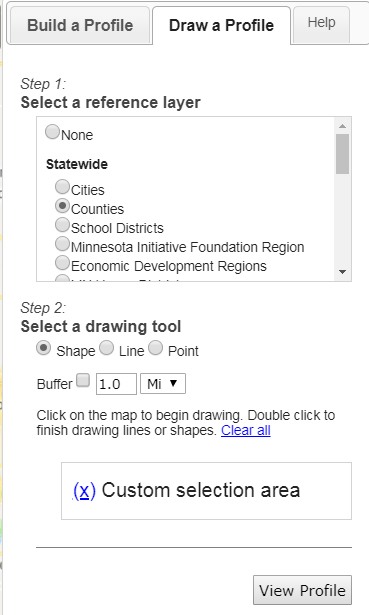 Build a Profile Draw a Profile Help
Step 1:
Select a reference layer
None
Statewide
Cities
Counties
School Districts
Minnesota Initiative Foundation Region
Economic Development Regions
Step 2:
Select a drawing tool
Shape Line Point
Buffer 1.0 Mi ▼
Click on the map to begin drawing. Double click to
finish drawing lines or shapes. Clear all
(x) Custom selection area
View Profile